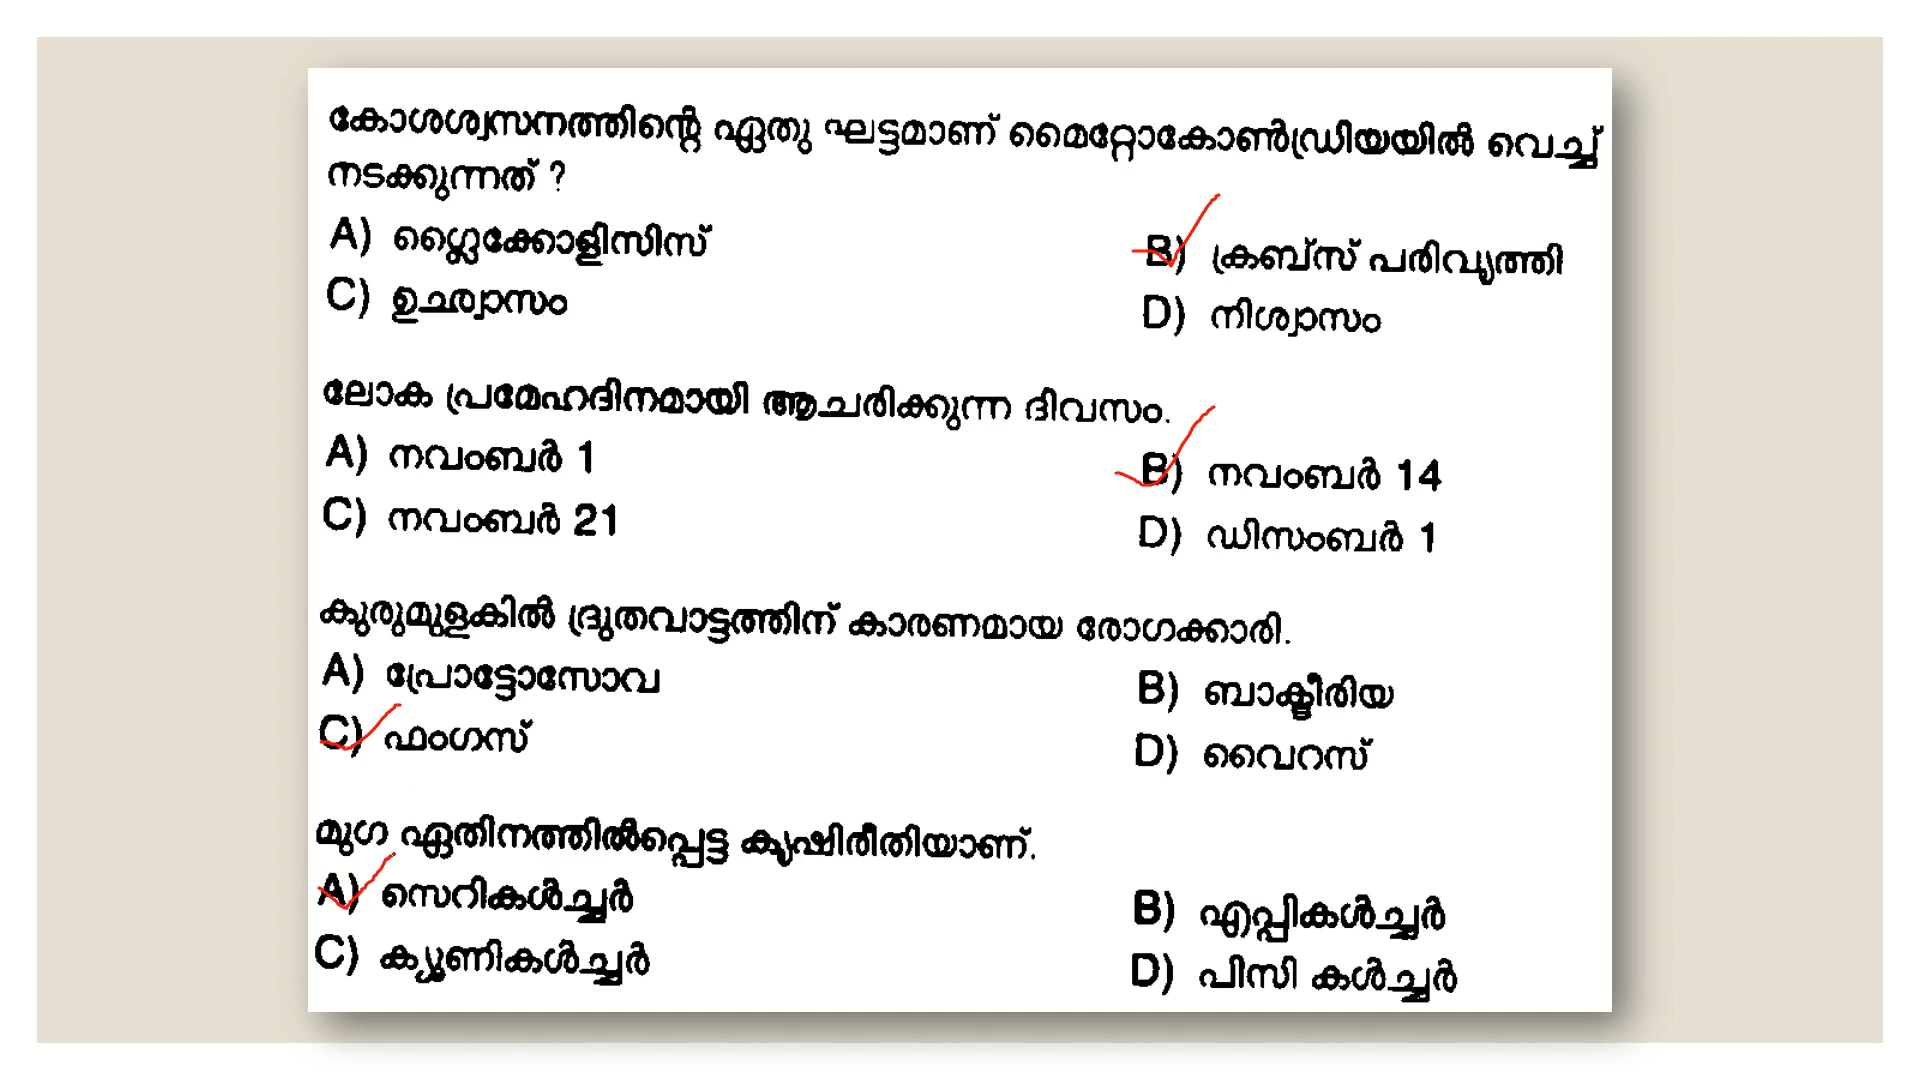 കോശശ്വസനത്തിന്റെ ഏതു ഘട്ടമാണ് മൈറ്റോകോൺഡ്രിയയിൽ വെച്ച്
നടക്കുന്നത് ?
A) ഗ്ലൈക്കോളിസിസ്
B) ക്രബ്സ് പരിവൃത്തി
C) ഉച്ഛ്വാസം
D) നിശ്വാസം
ലോക പ്രമേഹദിനമായി ആചരിക്കുന്ന ദിവസം.
A) നവംബർ 1
B) നവംബർ 14
C) നവംബർ 21
D) ഡിസംബർ 1
കുരുമുളകിൽ ദ്രുതവാട്ടത്തിന് കാരണമായ രോഗക്കാരി.
A) പ്രോട്ടോസോവ
B) ബാക്ടീരിയ
C) ഫംഗസ്
D) വൈറസ്
മുഗ ഏതിനത്തിൽപ്പെട്ട കൃഷിരീതിയാണ്.
A) സെറികൾച്ചർ
B) എപ്പികൾച്ചർ
C) ക്യൂണികൾച്ചർ
D) പിസി കൾച്ചർ